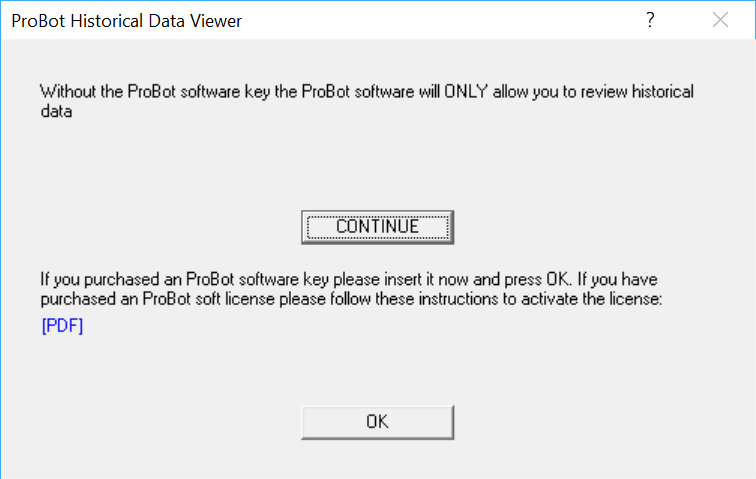 ProBot Historical Data Viewer
?
Without the ProBot software key the ProBot software will ONLY allow you to review historical
data
CONTINUE
If you purchased an ProBot software key please insert it now and press OK. If you have
purchased an ProBot soft license please follow these instructions to activate the license:
[PDF]
OK